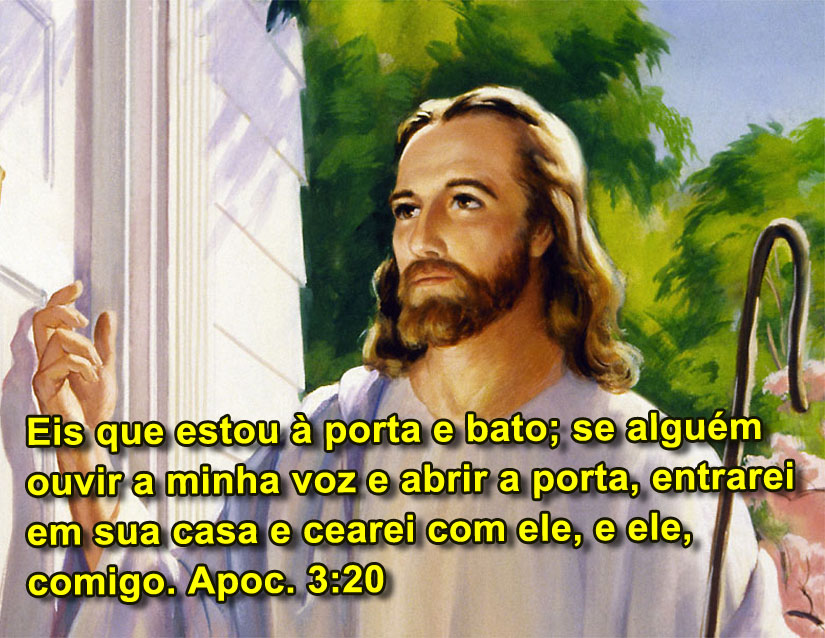 Eis que estou à porta e bato; se alguém
ouvir a minha voz e abrir a porta, entrarei
em sua casa e cearei com ele, e ele,
comigo. Apoc. 3:20